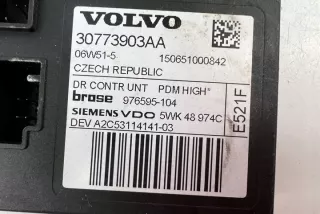 VOLVO
30773903AA
06W51-5 150651000842
CZECH REPUBLIC
DR CONTR UNT PDM HIGH°
brose 976595-104
SIEMENS VDO 5WK 48 974C
DEV A2C53114141-03
E521F